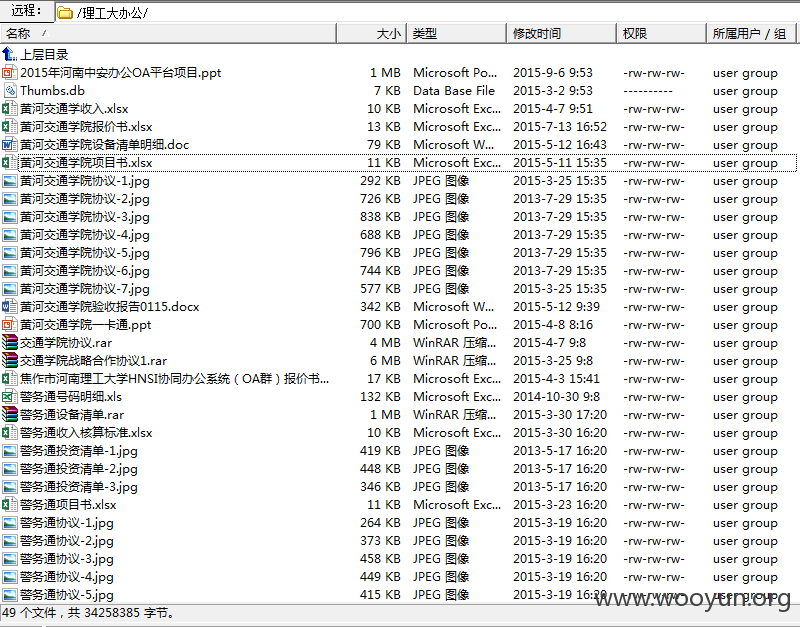 远程： /理工大办公/
名称 大小 类型 修改时间 权限 所属用户 / 组
上层目录
2015年河南中安办公OA平台项目.ppt 1 MB Microsoft Po... 2015-9-6 9:53 -rw-rw-rw- user group
Thumbs.db 7 KB Data Base File 2015-3-2 9:53 ---------- user group
黄河交通学收入.xlsx 10 KB Microsoft Exc... 2015-4-7 9:51 -rw-rw-rw- user group
黄河交通学院报价书.xlsx 13 KB Microsoft Exc... 2015-7-13 16:52 -rw-rw-rw- user group
黄河交通学院设备清单明细.doc 79 KB Microsoft W... 2015-5-12 16:43 -rw-rw-rw- user group
黄河交通学院项目书.xlsx 11 KB Microsoft Exc... 2015-5-11 15:35 -rw-rw-rw- user group
黄河交通学院协议-1.jpg 292 KB JPEG 图像 2015-3-25 15:35 -rw-rw-rw- user group
黄河交通学院协议-2.jpg 726 KB JPEG 图像 2013-7-29 15:35 -rw-rw-rw- user group
黄河交通学院协议-3.jpg 838 KB JPEG 图像 2013-7-29 15:35 -rw-rw-rw- user group
黄河交通学院协议-4.jpg 688 KB JPEG 图像 2013-7-29 15:35 -rw-rw-rw- user group
黄河交通学院协议-5.jpg 796 KB JPEG 图像 2013-7-29 15:35 -rw-rw-rw- user group
黄河交通学院协议-6.jpg 744 KB JPEG 图像 2013-7-29 15:35 -rw-rw-rw- user group
黄河交通学院协议-7.jpg 577 KB JPEG 图像 2015-3-25 15:35 -rw-rw-rw- user group
黄河交通学院验收报告0115.docx 342 KB Microsoft W... 2015-5-12 9:39 -rw-rw-rw- user group
黄河交通学院一卡通.ppt 700 KB Microsoft Po... 2015-4-8 8:16 -rw-rw-rw- user group
交通学院协议.rar 4 MB WinRAR 压缩... 2015-4-7 9:8 -rw-rw-rw- user group
交通学院战略合作协议1.rar 6 MB WinRAR 压缩... 2015-3-25 9:8 -rw-rw-rw- user group
焦作市河南理工大学HNSI协同办公系统（OA群）报价书... 17 KB Microsoft Exc... 2015-4-3 15:41 -rw-rw-rw- user group
警务通号码明细.xls 132 KB Microsoft Exc... 2014-10-30 9:8 -rw-rw-rw- user group
警务通设备清单.rar 1 MB WinRAR 压缩... 2015-3-30 17:20 -rw-rw-rw- user group
警务通收入核算标准.xlsx 10 KB Microsoft Exc... 2015-3-30 16:20 -rw-rw-rw- user group
警务通投资清单-1.jpg 419 KB JPEG 图像 2013-5-17 16:20 -rw-rw-rw- user group
警务通投资清单-2.jpg 448 KB JPEG 图像 2013-5-17 16:20 -rw-rw-rw- user group
警务通投资清单-3.jpg 346 KB JPEG 图像 2013-5-17 16:20 -rw-rw-rw- user group
警务通项目书.xlsx 11 KB Microsoft Exc... 2015-3-23 16:20 -rw-rw-rw- user group
警务通协议-1.jpg 264 KB JPEG 图像 2015-3-19 16:20 -rw-rw-rw- user group
警务通协议-2.jpg 373 KB JPEG 图像 2015-3-19 16:20 -rw-rw-rw- user group
警务通协议-3.jpg 458 KB JPEG 图像 2015-3-19 16:20 -rw-rw-rw- user group
警务通协议-4.jpg 449 KB JPEG 图像 2015-3-19 16:20 -rw-rw-rw- user group
警务通协议-5.jpg 415 KB JPEG 图像 2015-3-19 16:20 -rw-rw-rw- user group
www.wooyun.org
49 个文件，共 34258385 字节。